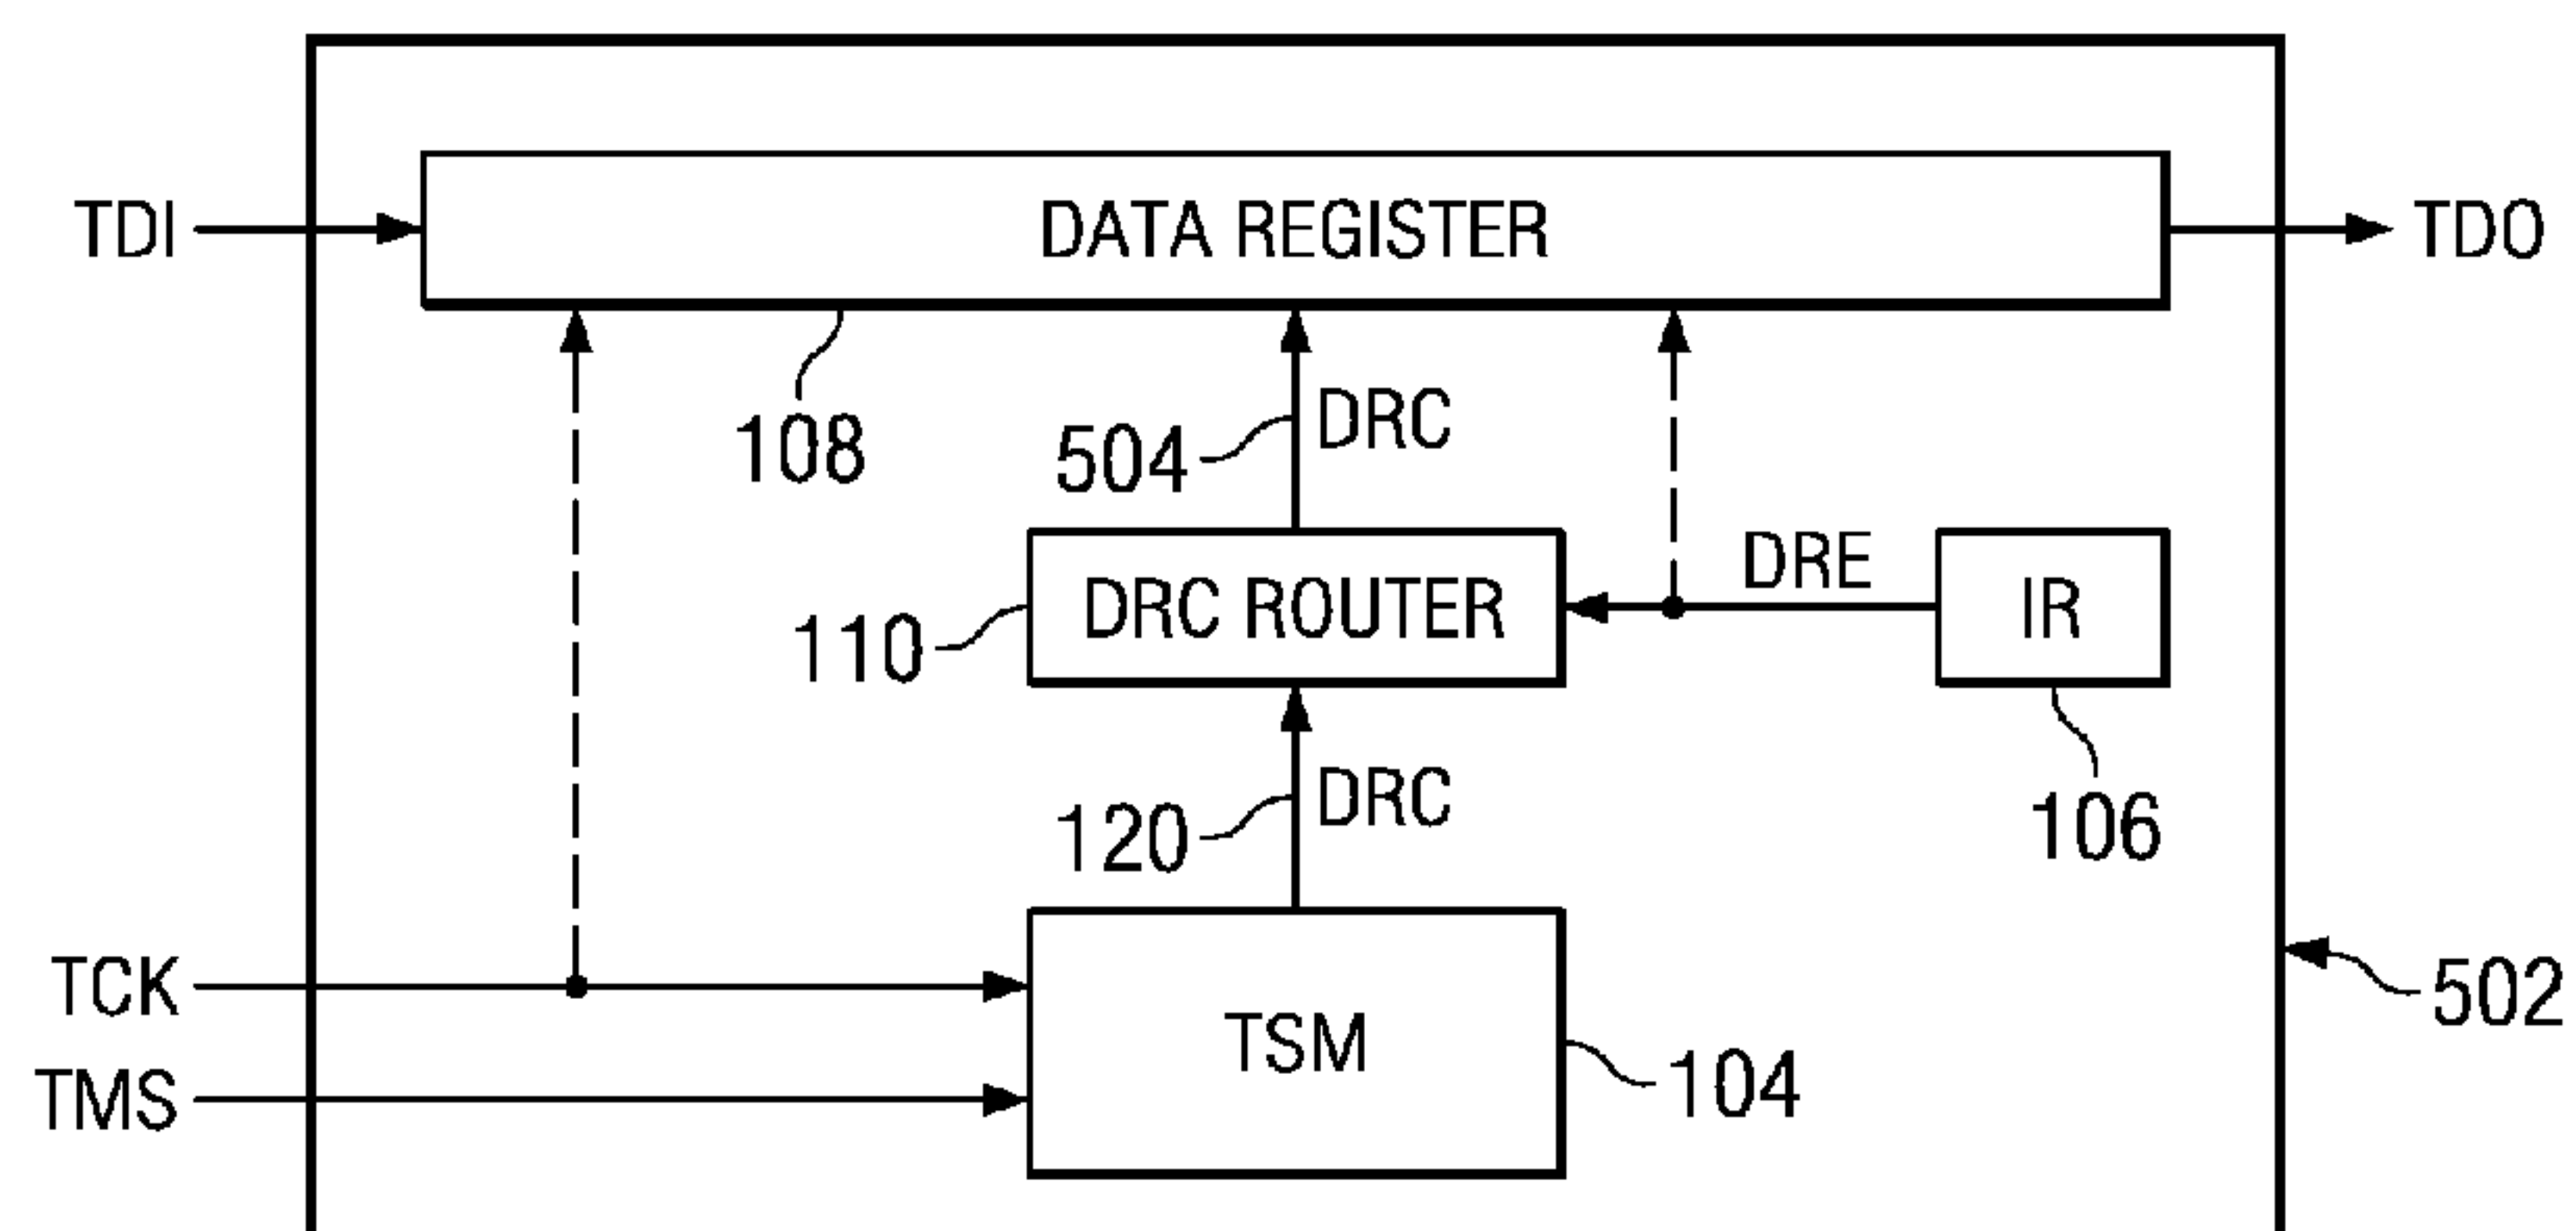 TDI
DATA REGISTER
TDO
108
504
DRC
110
DRC ROUTER
DRE
IR
120
DRC
106
TCK
TSM
502
TMS
104